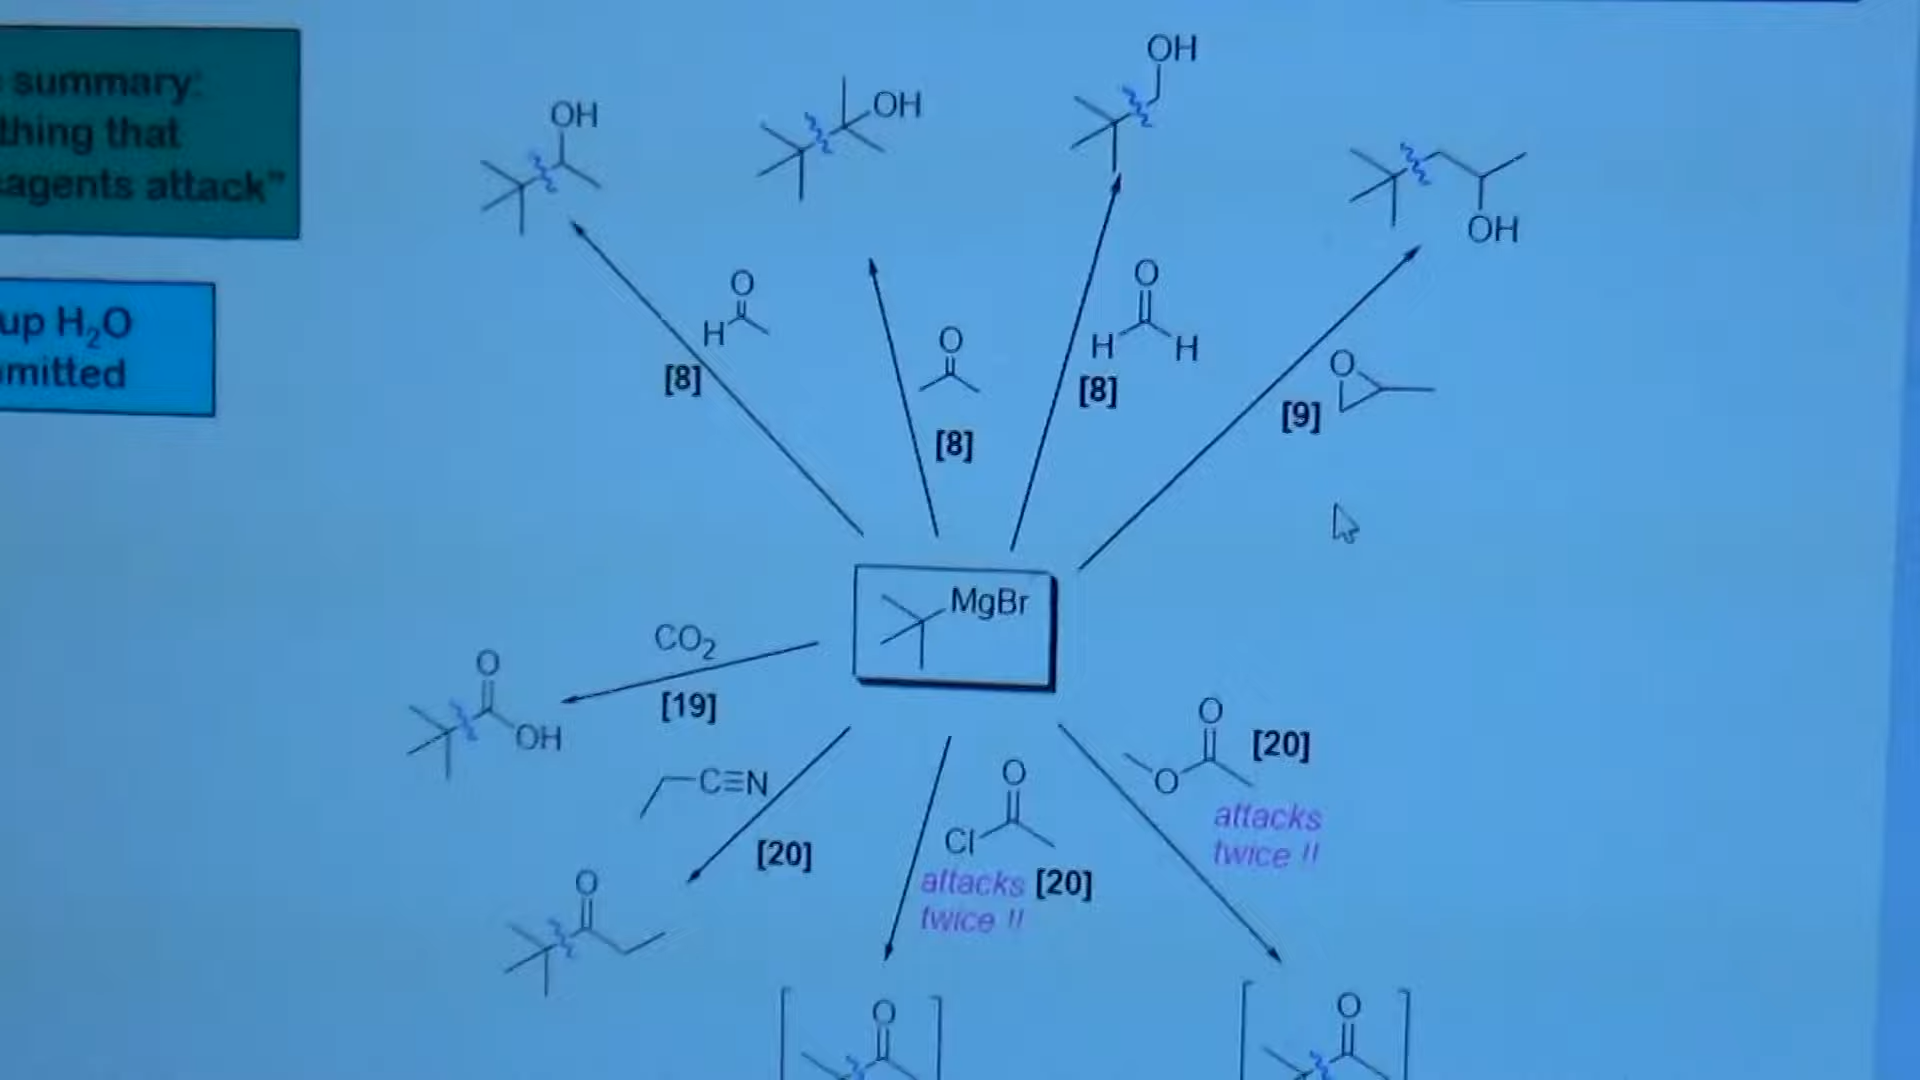 summary:
thing that
agents attack"
up H₂O
mitted
OH
OH
OH
OH
O
H
[8]
O
[8]
O
H H
[8]
O
[9]
MgBr
CO₂
[19]
O
OH
C≡N
[20]
O
O
Cl
attacks [20]
twice !!
O
O
[20]
attacks
twice !!
O
O